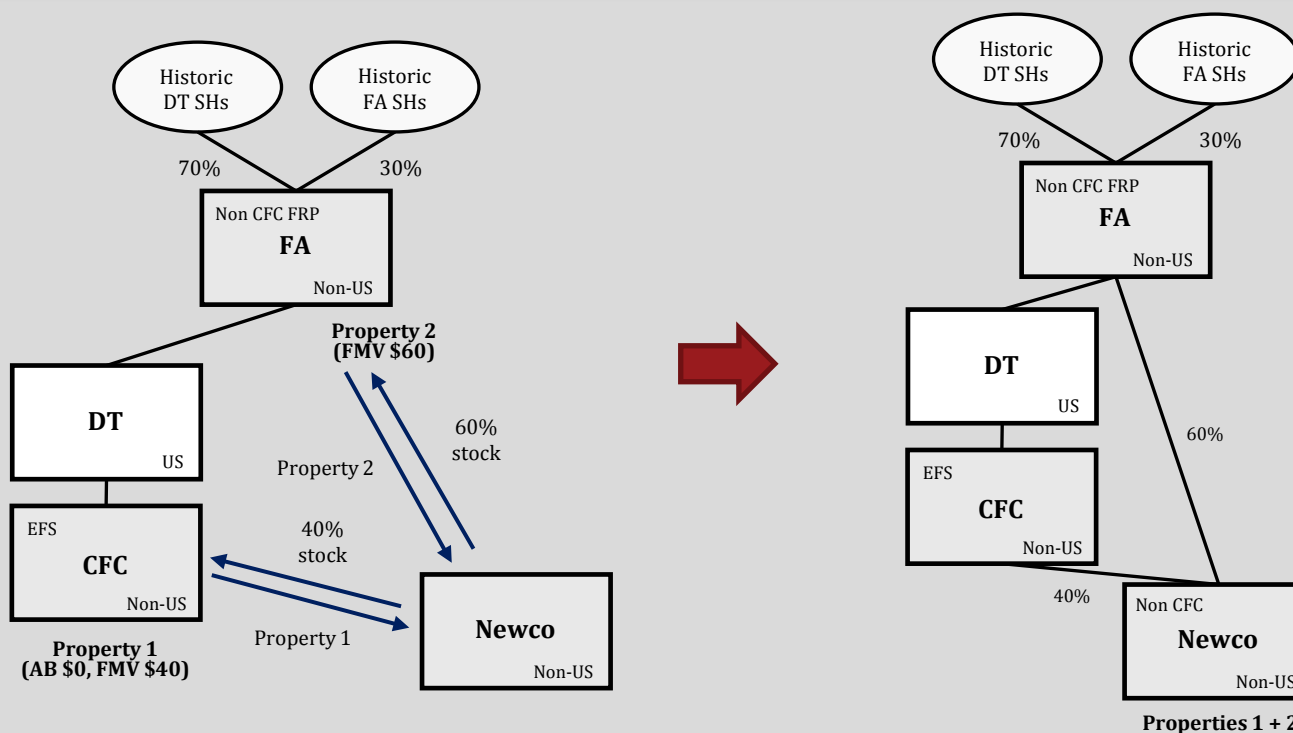 Historic
DT SHs
Historic
FA SHs
70%
30%
Non CFC FRP
FA
Non-US
Property 2
(FMV $60)
DT
US
Property 2
60%
stock
EFS
CFC
Non-US
40%
stock
Property 1
Property 1
(AB $0, FMV $40)
Newco
Non-US
Historic
DT SHs
Historic
FA SHs
70%
30%
Non CFC FRP
FA
Non-US
DT
US
60%
EFS
CFC
Non-US
40%
Non CFC
Newco
Non-US
Properties 1 + 2